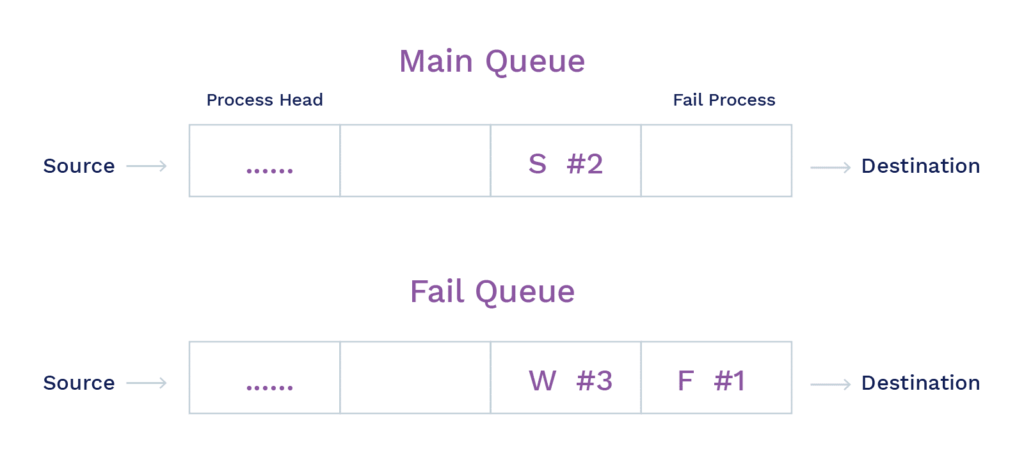 Main Queue
Process Head
Fail Process
Source
......
S #2
Destination
Fail Queue
Source
......
W #3
F #1
Destination